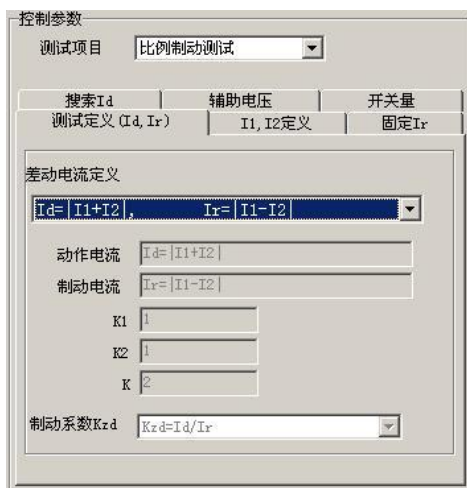 控制参数
测试项目 比例制动测试
搜索Id 辅助电压 开关量
测试定义(Id,Ir) I1,I2定义 固定Ir
差动电流定义
Id=|I1+I2|, Ir=|I1-I2|
动作电流 Id=|I1+I2|
制动电流 Ir=|I1-I2|
K1 1
K2 1
K 2
制动系数Kzd Kzd=Id/Ir